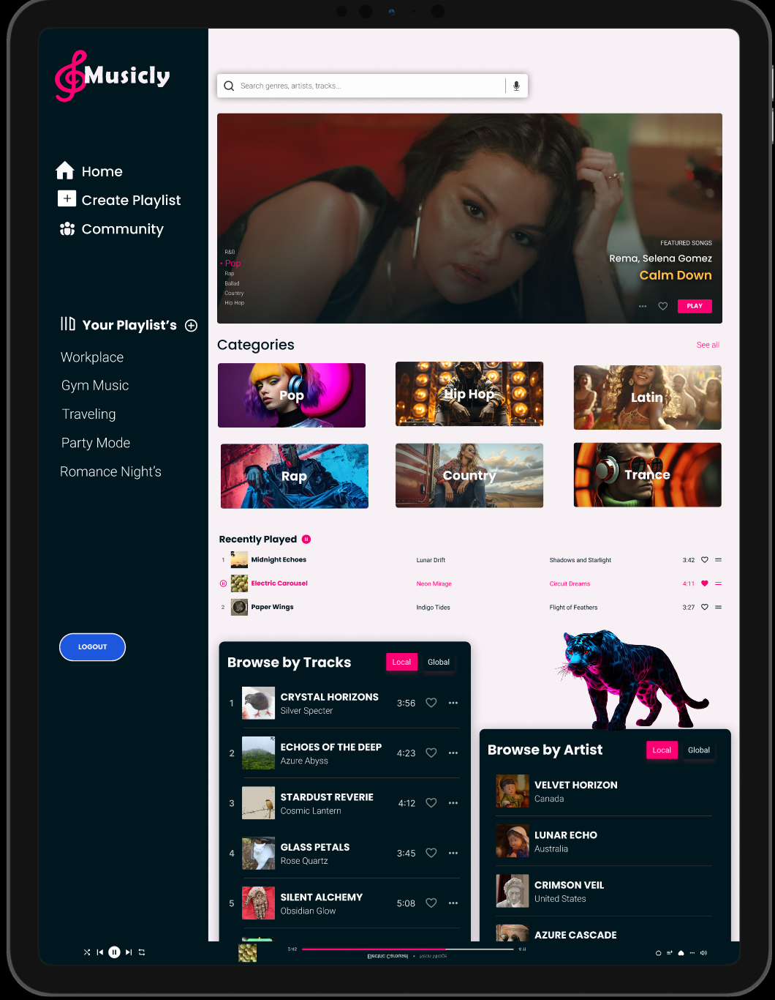 Musicly
Home
Create Playlist
Community
Your Playlist's
Workplace
Gym Music
Traveling
Party Mode
Romance Night's
LOGOUT
Search genres, artists, tracks...
R&B
• Pop
Rap
Ballad
Country
Hip Hop
FEATURED SONGS
Rema, Selena Gomez
Calm Down
PLAY
Categories See all
Pop Hip Hop Latin
Rap Country Trance
Recently Played
1 Midnight Echoes Lunar Drift Shadows and Starlight 3:42
Electric Carousel Neon Mirage Circuit Dreams 4:11
2 Paper Wings Indigo Tides Flight of Feathers 3:27
Browse by Tracks Local Global
1 CRYSTAL HORIZONS 3:56
Silver Specter
2 ECHOES OF THE DEEP 4:23
Azure Abyss
3 STARDUST REVERIE 4:12
Cosmic Lantern
4 GLASS PETALS 3:45
Rose Quartz
5 SILENT ALCHEMY 5:08
Obsidian Glow
Browse by Artist Local Global
VELVET HORIZON
Canada
LUNAR ECHO
Australia
CRIMSON VEIL
United States
AZURE CASCADE
2:45 4:11
Electric Carousel • Neon Mirage